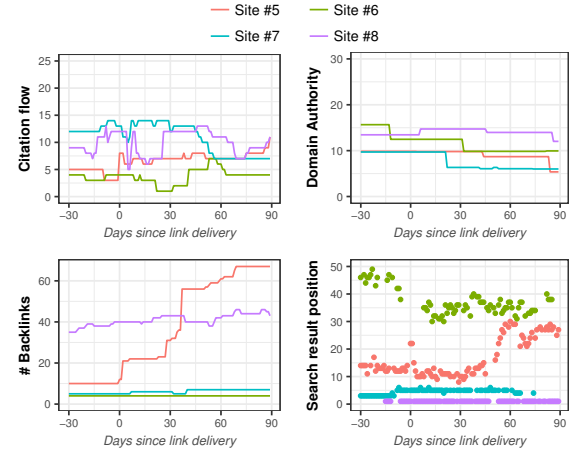 Site #5 Site #6
Site #7 Site #8
Citation flow
25
20
15
10
5
0
−30 0 30 60 90
Days since link delivery
Domain Authority
30
20
10
0
−30 0 30 60 90
Days since link delivery
# Backlinks
60
40
20
0
−30 0 30 60 90
Days since link delivery
Search result position
50
40
30
20
10
0
−30 0 30 60 90
Days since link delivery